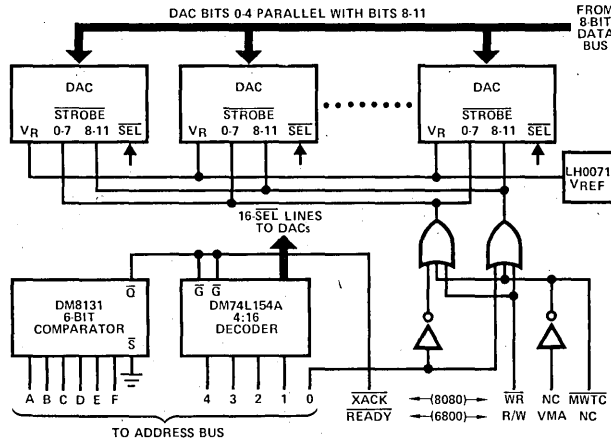 DAC BITS 0-4 PARALLEL WITH BITS 8-11
FROM
8-BIT
DATA
BUS
DAC
STROBE
VR 0-7 8-11 SEL
DAC
STROBE
VR 0-7 8-11 SEL
DAC
STROBE
VR 0-7 8-11 SEL
LH0071
VREF
16-SEL LINES
TO DACs
Q
DM8131
6-BIT
COMPARATOR
S
G G
DM74L154A
4:16
DECODER
A B C D E F
4 3 2 1 0
XACK (8080) WR NC MWTC
READY (6800) R/W VMA NC
TO ADDRESS BUS